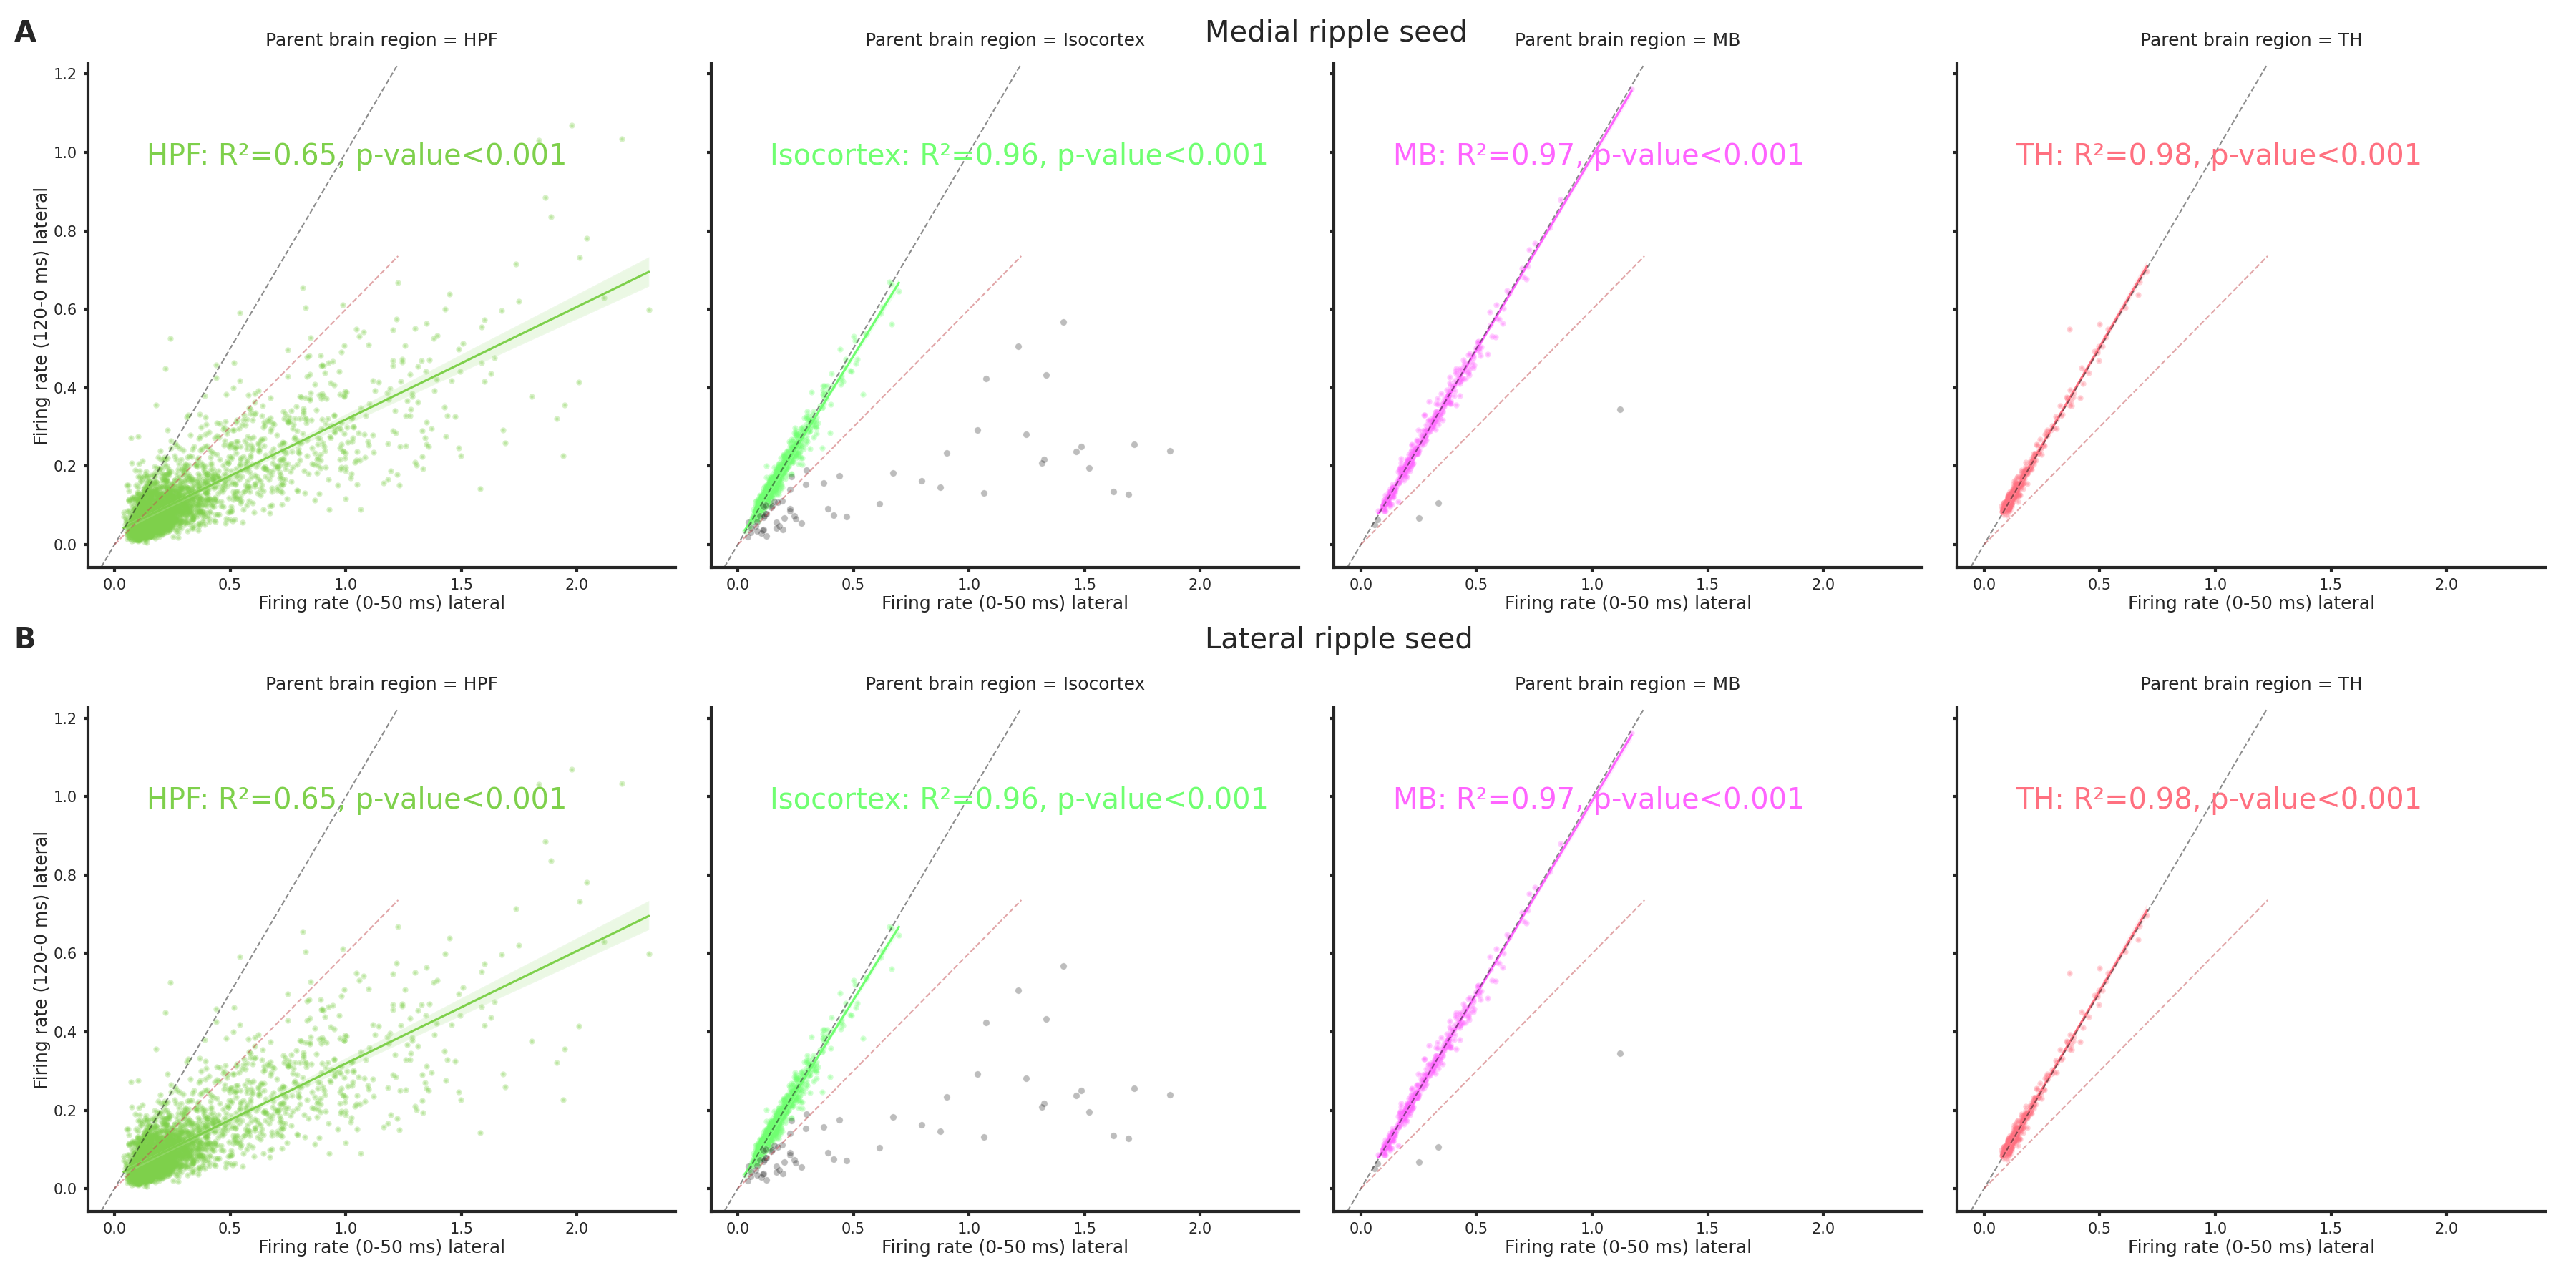 A
Medial ripple seed
Parent brain region = HPF
Parent brain region = Isocortex
Parent brain region = MB
Parent brain region = TH
1.2
1.0
0.8
0.6
0.4
0.2
0.0
Firing rate (120-0 ms) lateral
HPF: R²=0.65, p-value<0.001
Isocortex: R²=0.96, p-value<0.001
MB: R²=0.97, p-value<0.001
TH: R²=0.98, p-value<0.001
0.0 0.5 1.0 1.5 2.0
0.0 0.5 1.0 1.5 2.0
0.0 0.5 1.0 1.5 2.0
0.0 0.5 1.0 1.5 2.0
Firing rate (0-50 ms) lateral
Firing rate (0-50 ms) lateral
Firing rate (0-50 ms) lateral
Firing rate (0-50 ms) lateral
B
Lateral ripple seed
Parent brain region = HPF
Parent brain region = Isocortex
Parent brain region = MB
Parent brain region = TH
1.2
1.0
0.8
0.6
0.4
0.2
0.0
Firing rate (120-0 ms) lateral
HPF: R²=0.65, p-value<0.001
Isocortex: R²=0.96, p-value<0.001
MB: R²=0.97, p-value<0.001
TH: R²=0.98, p-value<0.001
0.0 0.5 1.0 1.5 2.0
0.0 0.5 1.0 1.5 2.0
0.0 0.5 1.0 1.5 2.0
0.0 0.5 1.0 1.5 2.0
Firing rate (0-50 ms) lateral
Firing rate (0-50 ms) lateral
Firing rate (0-50 ms) lateral
Firing rate (0-50 ms) lateral